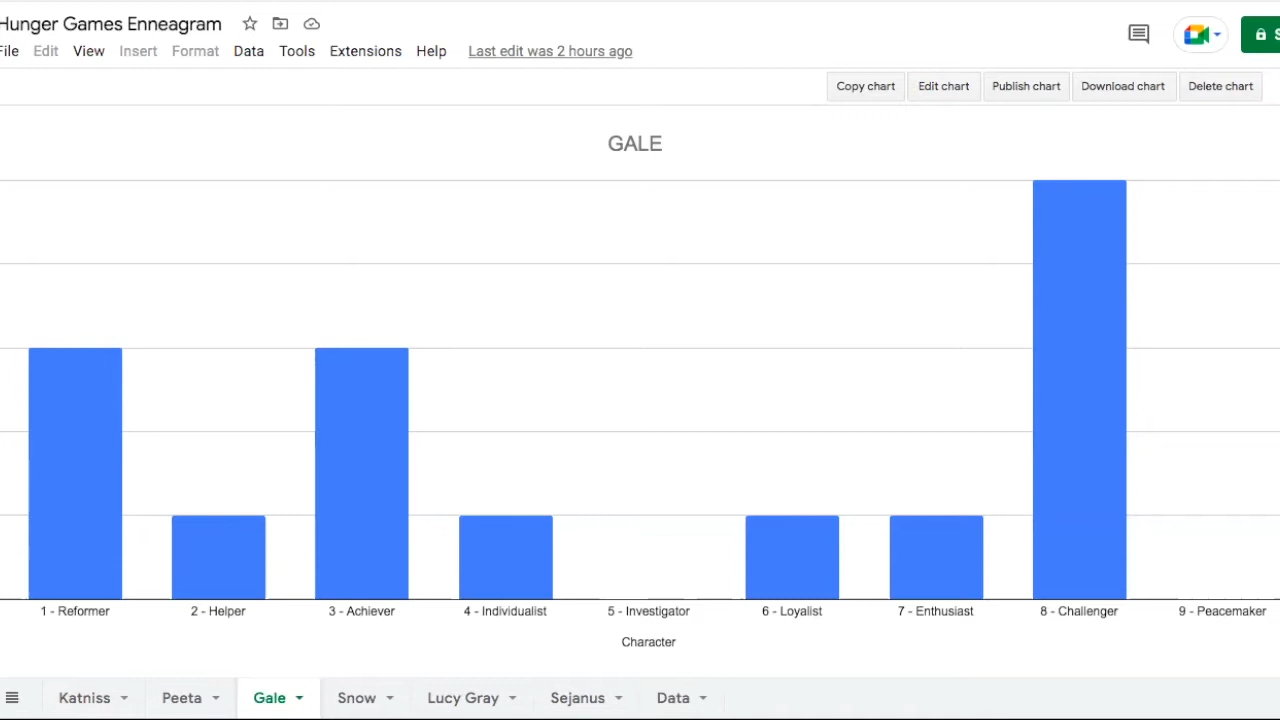 Hunger Games Enneagram
File Edit View Insert Format Data Tools Extensions Help Last edit was 2 hours ago
Copy chart Edit chart Publish chart Download chart Delete chart
GALE
1 - Reformer 2 - Helper 3 - Achiever 4 - Individualist 5 - Investigator 6 - Loyalist 7 - Enthusiast 8 - Challenger 9 - Peacemaker
Character
Katniss Peeta Gale Snow Lucy Gray Sejanus Data